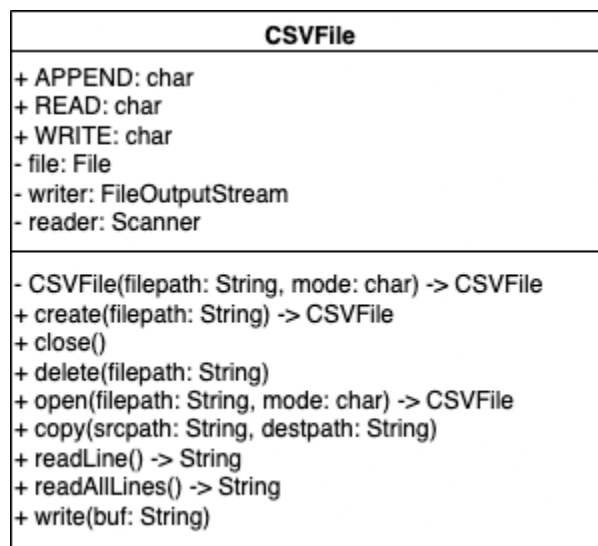 CSVFile
+ APPEND: char
+ READ: char
+ WRITE: char
- file: File
- writer: FileOutputStream
- reader: Scanner
- CSVFile(filepath: String, mode: char) -> CSVFile
+ create(filepath: String) -> CSVFile
+ close()
+ delete(filepath: String)
+ open(filepath: String, mode: char) -> CSVFile
+ copy(srcpath: String, destpath: String)
+ readLine() -> String
+ readAllLines() -> String
+ write(buf: String)